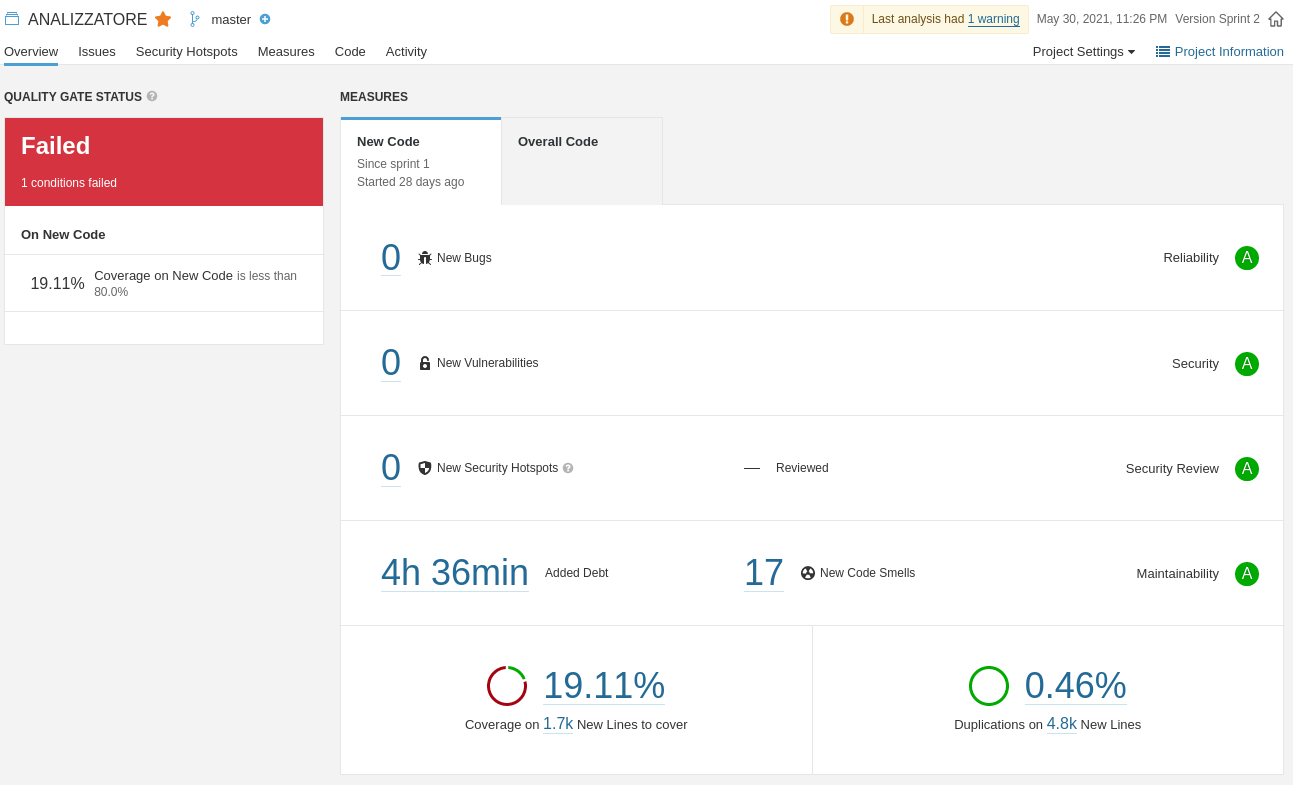 ANALIZZATORE master Last analysis had 1 warning May 30, 2021, 11:26 PM Version Sprint 2
Overview Issues Security Hotspots Measures Code Activity Project Settings Project Information
QUALITY GATE STATUS ?
Failed
1 conditions failed
On New Code
19.11% Coverage on New Code is less than
80.0%
MEASURES
New Code Overall Code
Since sprint 1
Started 28 days ago
0 New Bugs Reliability A
0 New Vulnerabilities Security A
0 New Security Hotspots ? — Reviewed Security Review A
4h 36min Added Debt 17 New Code Smells Maintainability A
19.11%
Coverage on 1.7k New Lines to cover
0.46%
Duplications on 4.8k New Lines